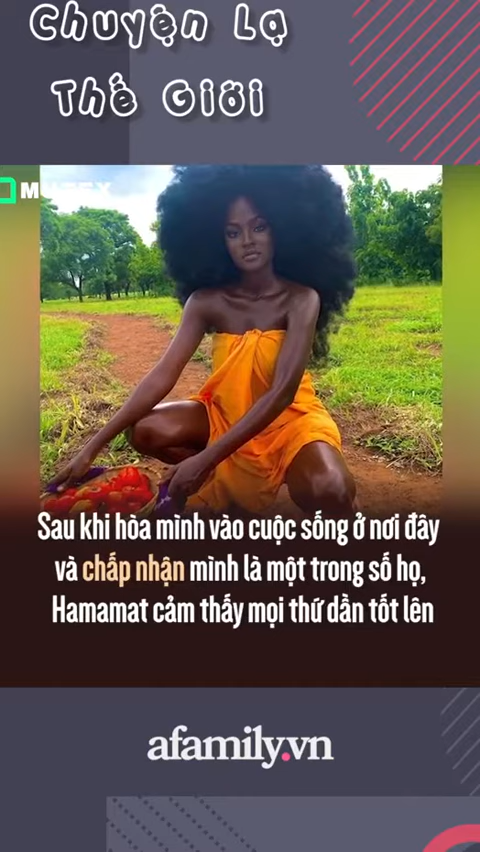 Chuyện Lạ
Thế Giới
Sau khi hòa mình vào cuộc sống ở nơi đây
và chấp nhận mình là một trong số họ,
Hamamat cảm thấy mọi thứ dần tốt lên
afamily.vn